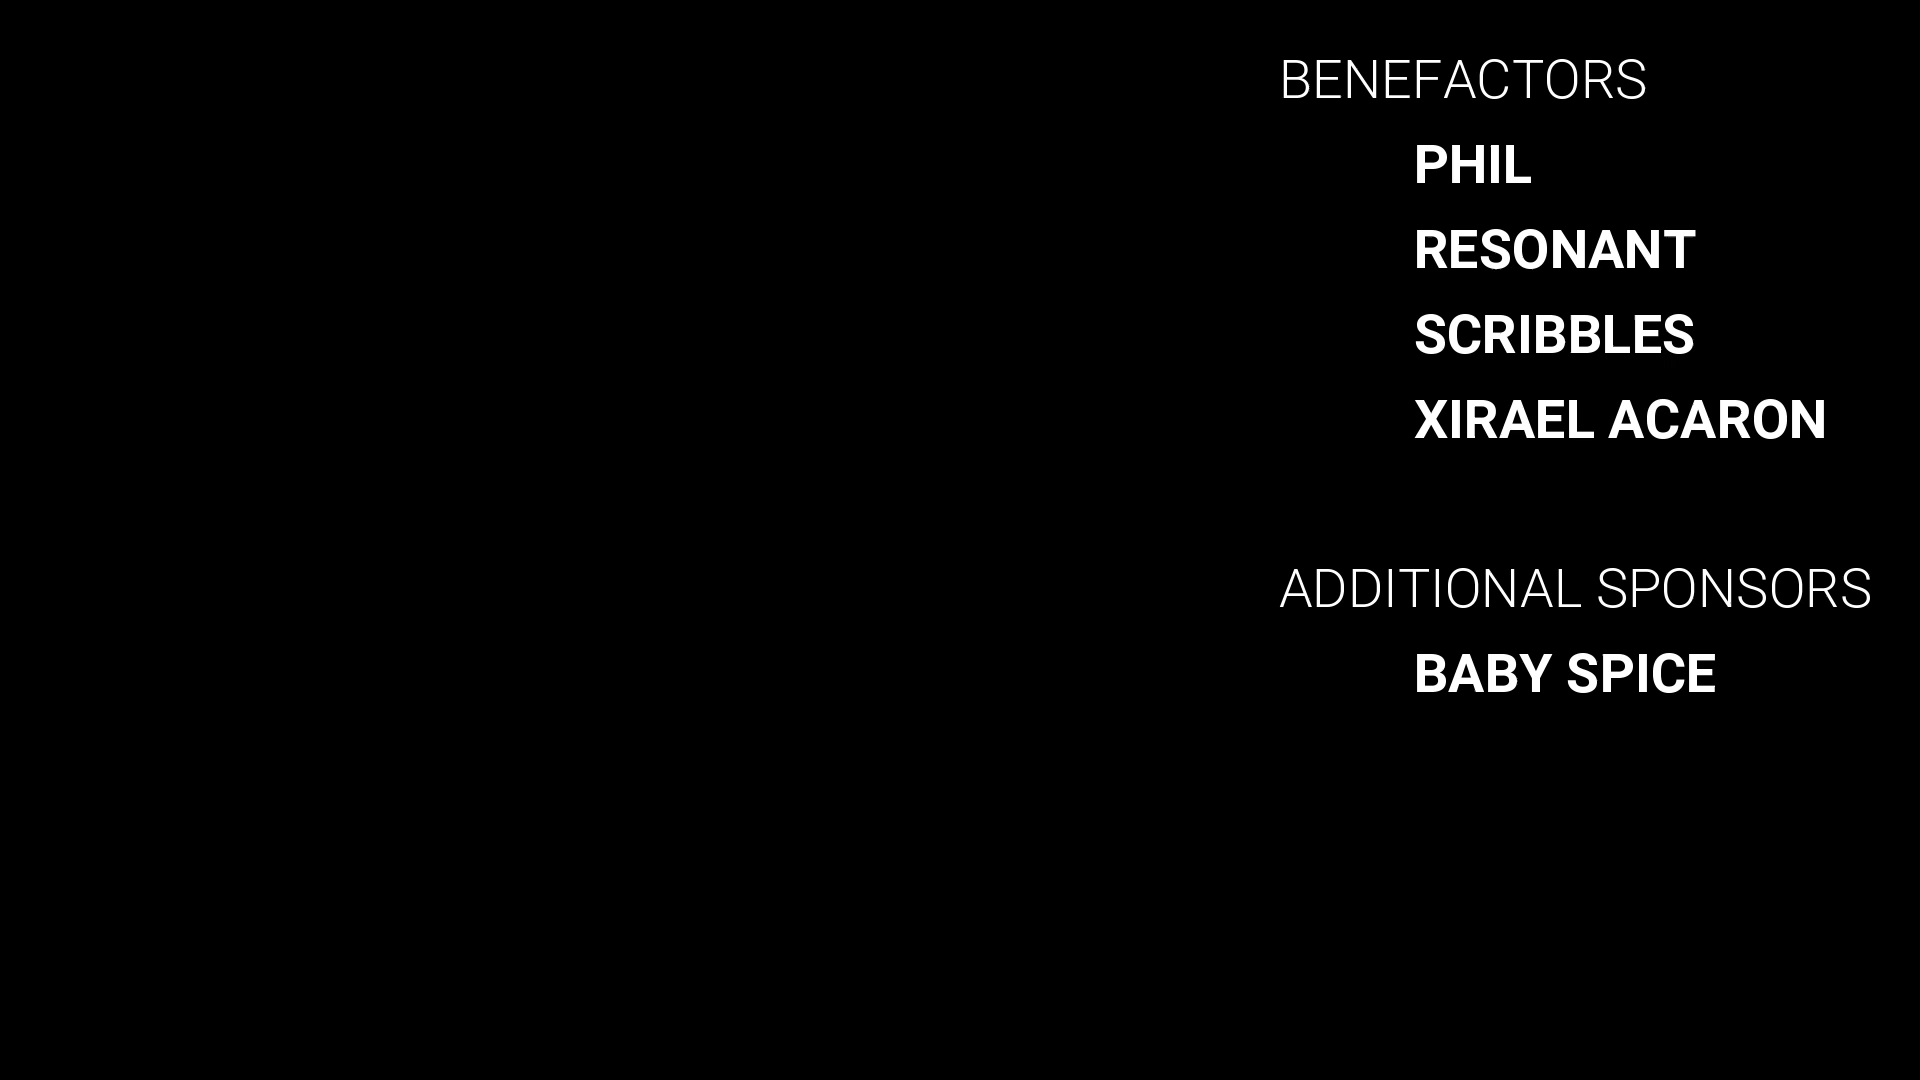 BENEFACTORS
PHIL
RESONANT
SCRIBBLES
XIRAEL ACARON
ADDITIONAL SPONSORS
BABY SPICE